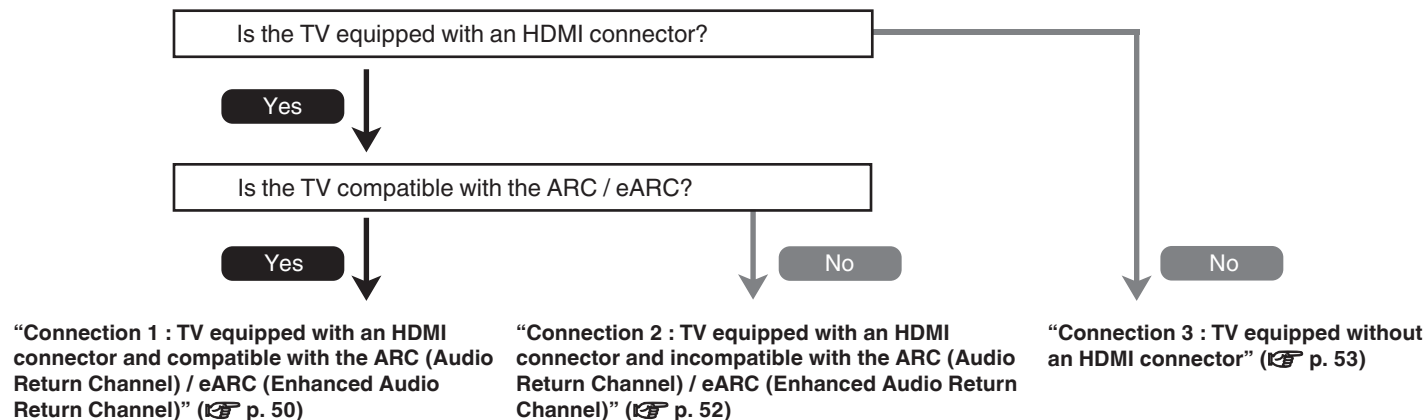 Is the TV equipped with an HDMI connector?
Yes
Is the TV compatible with the ARC / eARC?
Yes
No
No
“Connection 1 : TV equipped with an HDMI
connector and compatible with the ARC (Audio
Return Channel) / eARC (Enhanced Audio
Return Channel)” (☞ p. 50)
“Connection 2 : TV equipped with an HDMI
connector and incompatible with the ARC (Audio
Return Channel) / eARC (Enhanced Audio Return
Channel)” (☞ p. 52)
“Connection 3 : TV equipped without
an HDMI connector” (☞ p. 53)